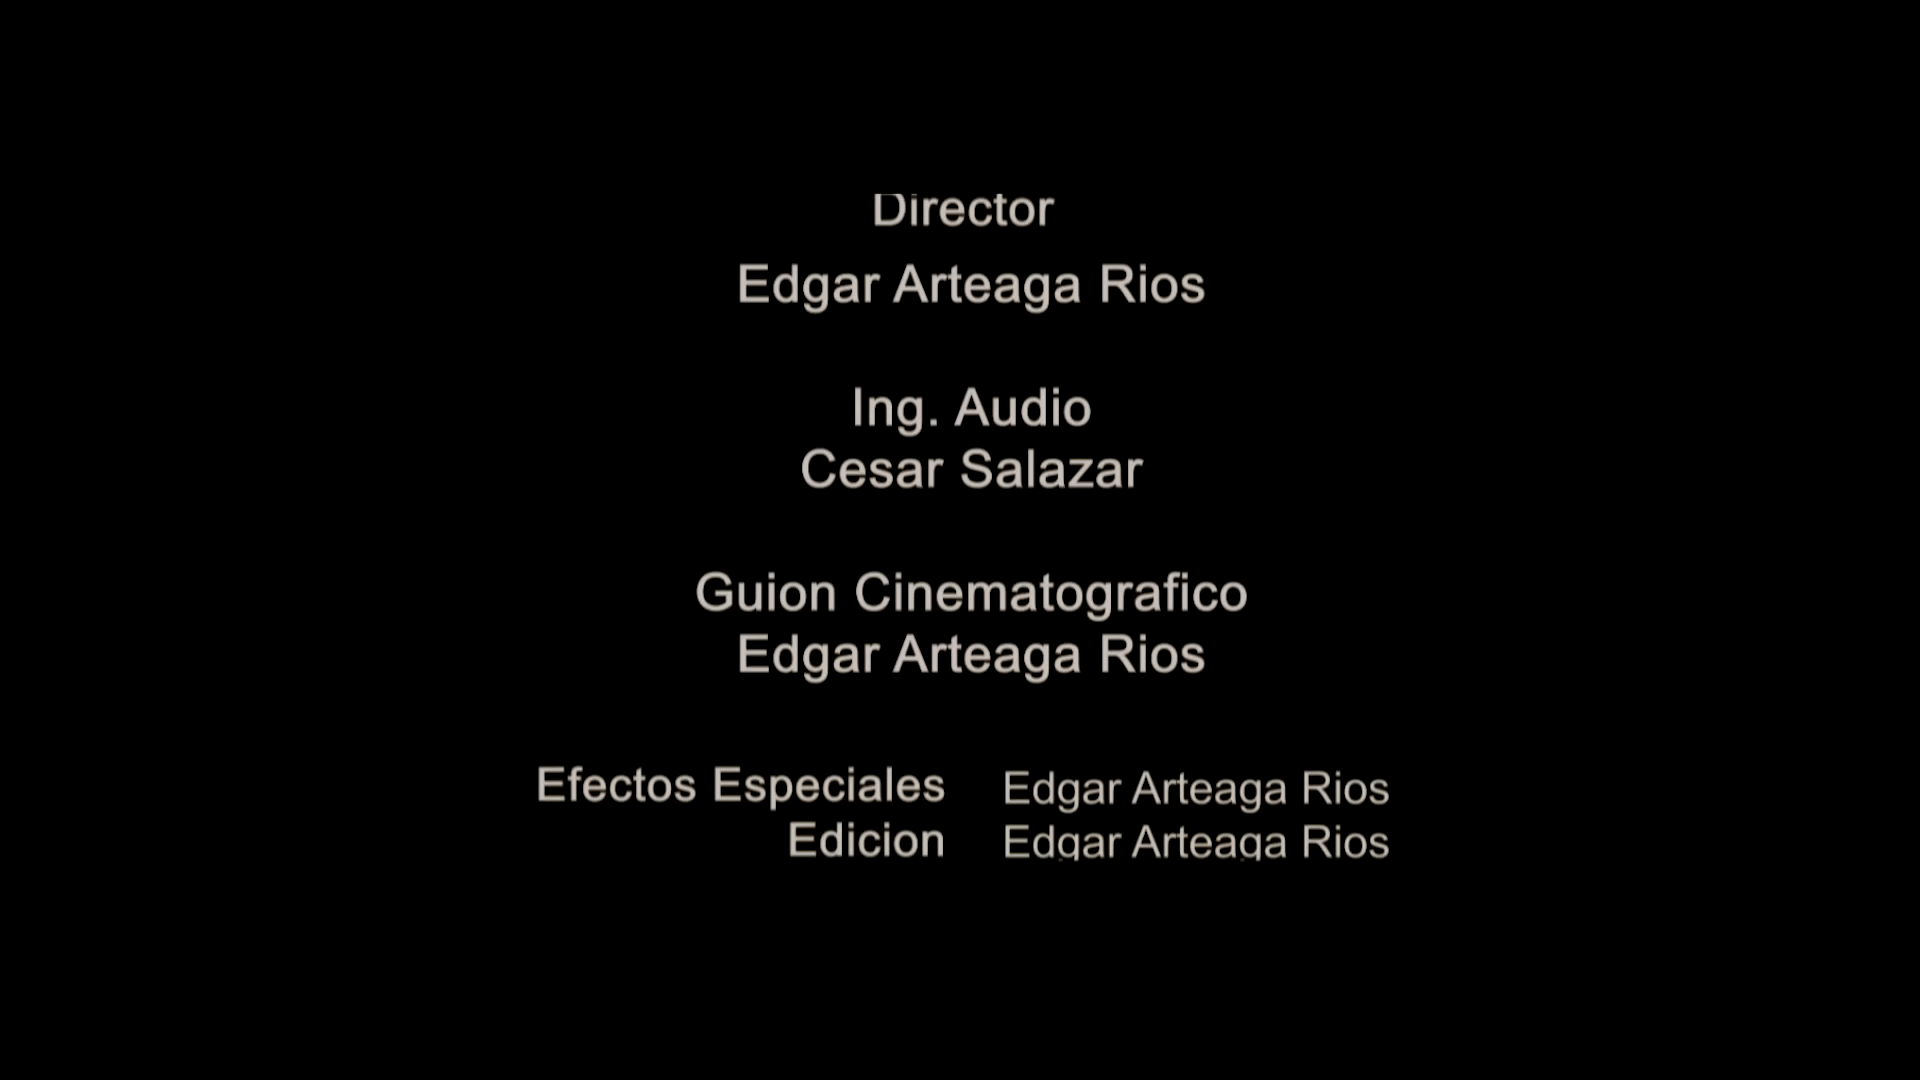 Director
Edgar Arteaga Rios
Ing. Audio
Cesar Salazar
Guion Cinematografico
Edgar Arteaga Rios
Efectos Especiales Edgar Arteaga Rios
Edicion Edgar Arteaga Rios